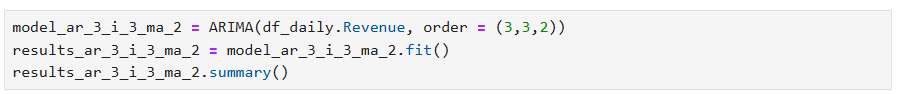 model_ar_3_i_3_ma_2 = ARIMA(df_daily.Revenue, order = (3,3,2))
results_ar_3_i_3_ma_2 = model_ar_3_i_3_ma_2.fit()
results_ar_3_i_3_ma_2.summary()